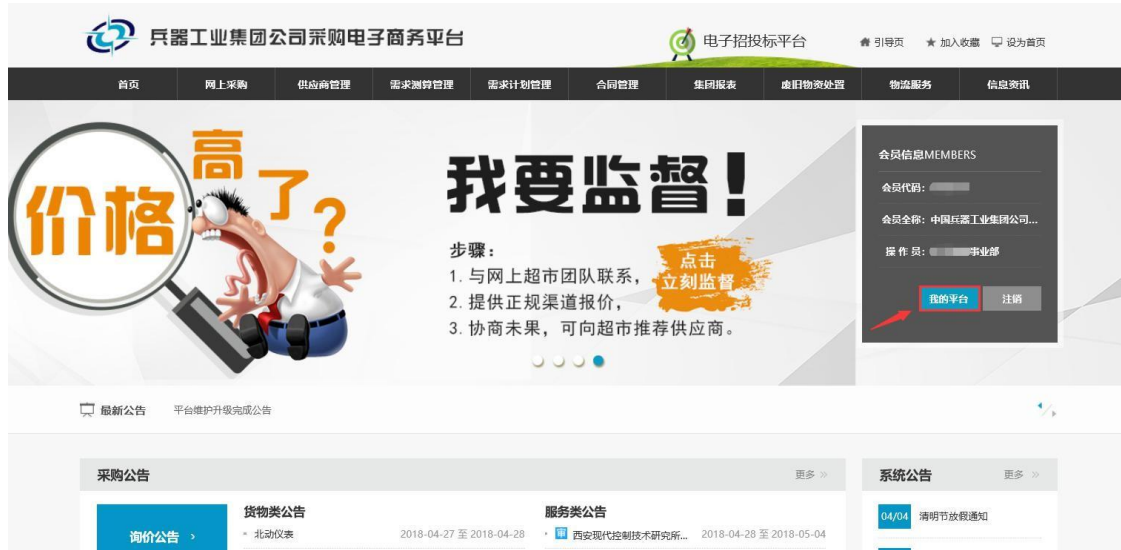 兵器工业集团公司采购电子商务平台
电子招投标平台
引导页 加入收藏 设为首页
首页 网上采购 供应商管理 需求测算管理 需求计划管理 合同管理 集团报表 废旧物资处置 物流服务 信息资讯
价格高了?
我要监督!
步骤:
1. 与网上超市团队联系,
2. 提供正规渠道报价,
3. 协商未果,可向超市推荐供应商。
点击
立刻监督
会员信息MEMBERS
会员代码:
会员全称:中国兵器工业集团公司...
操 作 员: 事业部
我的平台 注销
最新公告 平台维护升级完成公告
采购公告 更多 »
系统公告 更多 »
询价公告 ›
货物类公告
北动仪表 2018-04-27 至 2018-04-28
服务类公告
西安现代控制技术研究所... 2018-04-28 至 2018-05-04
04/04 清明节放假通知